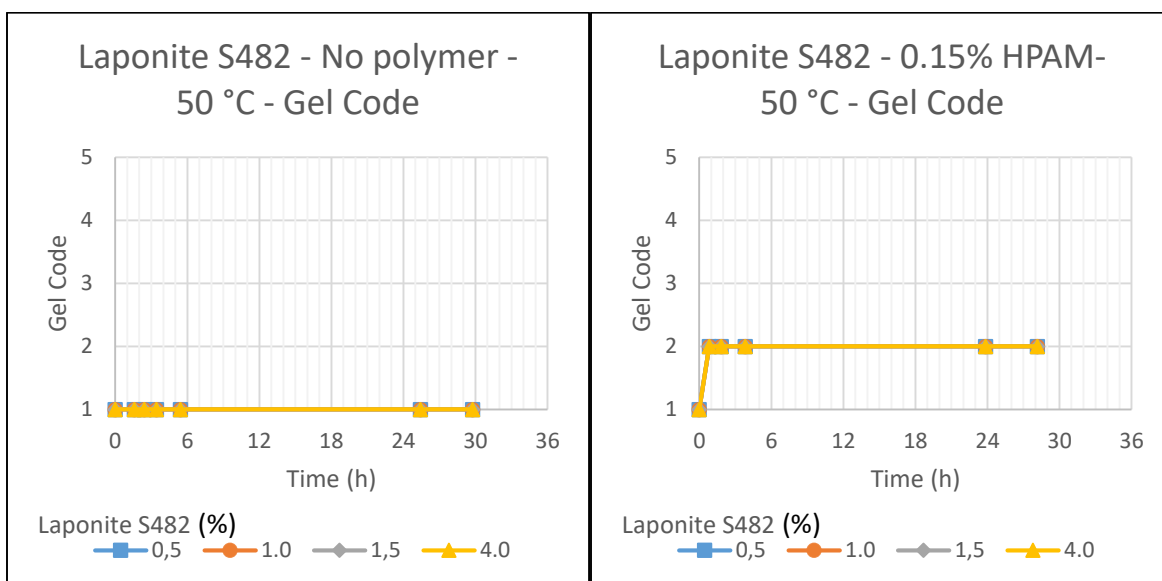 Laponite S482 - No polymer -
50 °C - Gel Code
5
4
3
2
1
Gel Code
0 6 12 18 24 30 36
Time (h)
Laponite S482 (%)
0,5 1.0 1,5 4.0
Laponite S482 - 0.15% HPAM-
50 °C - Gel Code
5
4
3
2
1
Gel Code
0 6 12 18 24 30 36
Time (h)
Laponite S482 (%)
0,5 1.0 1,5 4.0